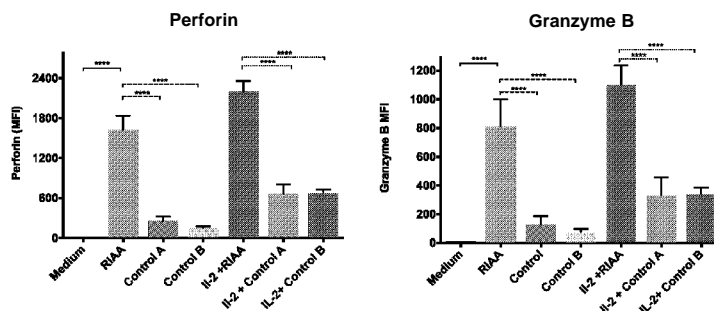 Perforin
**** **** **** **** ****
Perforin (MFI)
2400
1800
1200
600
0
Medium
RIAA
Control A
Control B
Il-2 +RIAA
Il-2 + Control A
IL-2+ Control B
Granzyme B
**** **** **** **** ****
Granzyme B MFI
1200
1000
800
600
400
200
0
Medium
RIAA
Control
Control B
Il-2 +RIAA
Il-2 + Control A
IL-2+ Control B